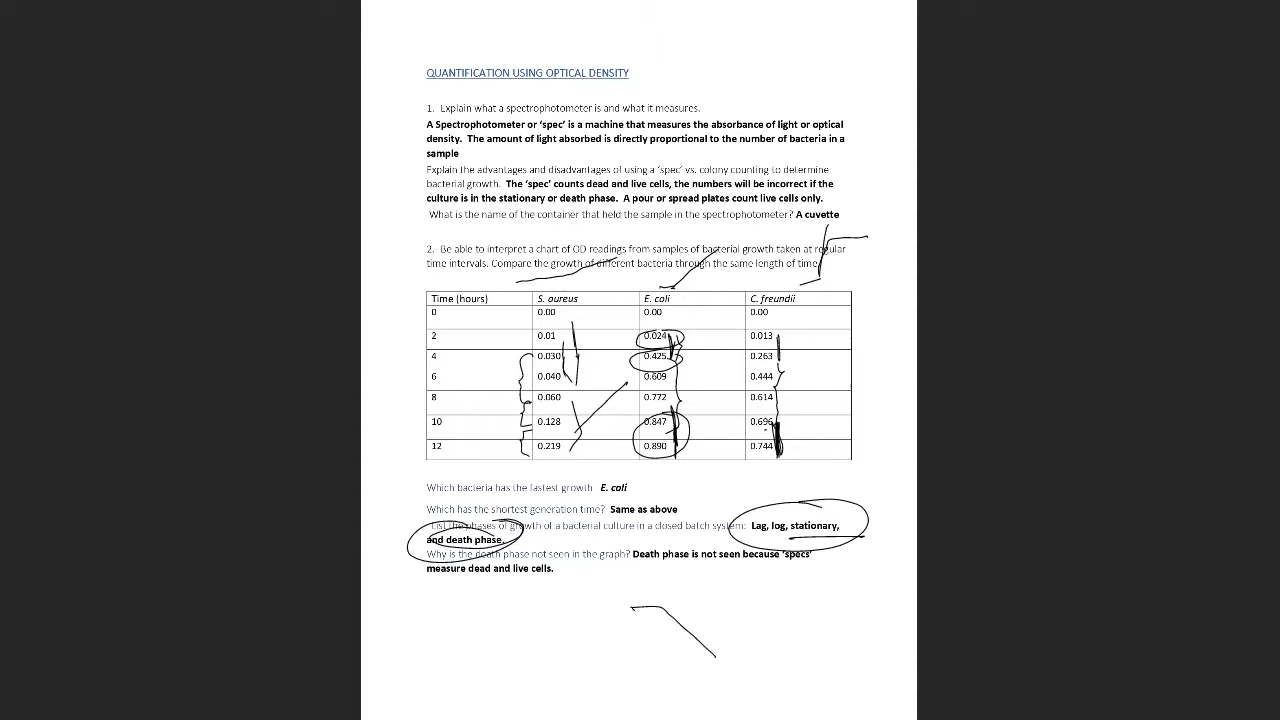 QUANTIFICATION USING OPTICAL DENSITY
1. Explain what a spectrophotometer is and what it measures.
A Spectrophotometer or ‘spec’ is a machine that measures the absorbance of light or optical
density. The amount of light absorbed is directly proportional to the number of bacteria in a
sample
Explain the advantages and disadvantages of using a ‘spec’ vs. colony counting to determine
bacterial growth. The ‘spec’ counts dead and live cells, the numbers will be incorrect if the
culture is in the stationary or death phase. A pour or spread plates count live cells only.
What is the name of the container that held the sample in the spectrophotometer? A cuvette
2. Be able to interpret a chart of OD readings from samples of bacterial growth taken at regular
time intervals. Compare the growth of different bacteria through the same length of time.
Time (hours) S. aureus E. coli C. freundii
0 0.00 0.00 0.00
2 0.01 0.024 0.013
4 0.030 0.425 0.263
6 0.040 0.609 0.444
8 0.060 0.772 0.614
10 0.128 0.847 0.696
12 0.219 0.890 0.744
Which bacteria has the fastest growth E. coli
Which has the shortest generation time? Same as above
List the phases of growth of a bacterial culture in a closed batch system: Lag, log, stationary,
and death phase.
Why is the death phase not seen in the graph? Death phase is not seen because ‘specs’
measure dead and live cells.